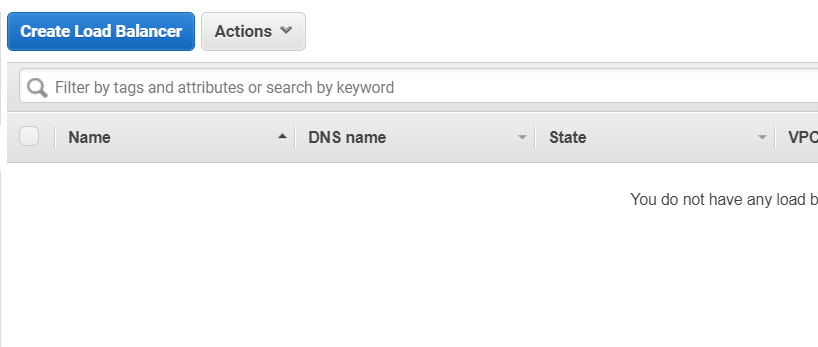 Create Load Balancer Actions
Filter by tags and attributes or search by keyword
Name DNS name State VPC
You do not have any load b